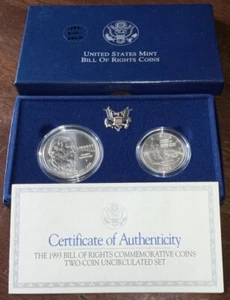 UNITED STATES MINT
BILL OF RIGHTS COINS
LIBERTY
Certificate of Authenticity
THE 1993 BILL OF RIGHTS COMMEMORATIVE COINS
TWO-COIN UNCIRCULATED SET